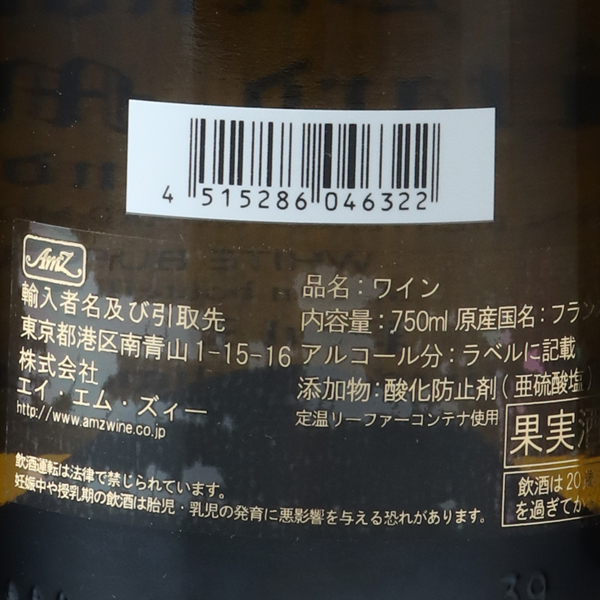 4 515286 046322
AmZ
輸入者名及び引取先
東京都港区南青山1-15-16
株式会社
エイ・エム・ズィー
http://www.amzwine.co.jp
品名:ワイン
内容量:750ml 原産国名:フラン
アルコール分:ラベルに記載
添加物:酸化防止剤(亜硫酸塩)
定温リーファーコンテナ使用
果実
飲酒は20
を過ぎてか
飲酒運転は法律で禁じられています。
妊娠中や授乳期の飲酒は胎児・乳児の発育に悪影響を与える恐れがあります。
39